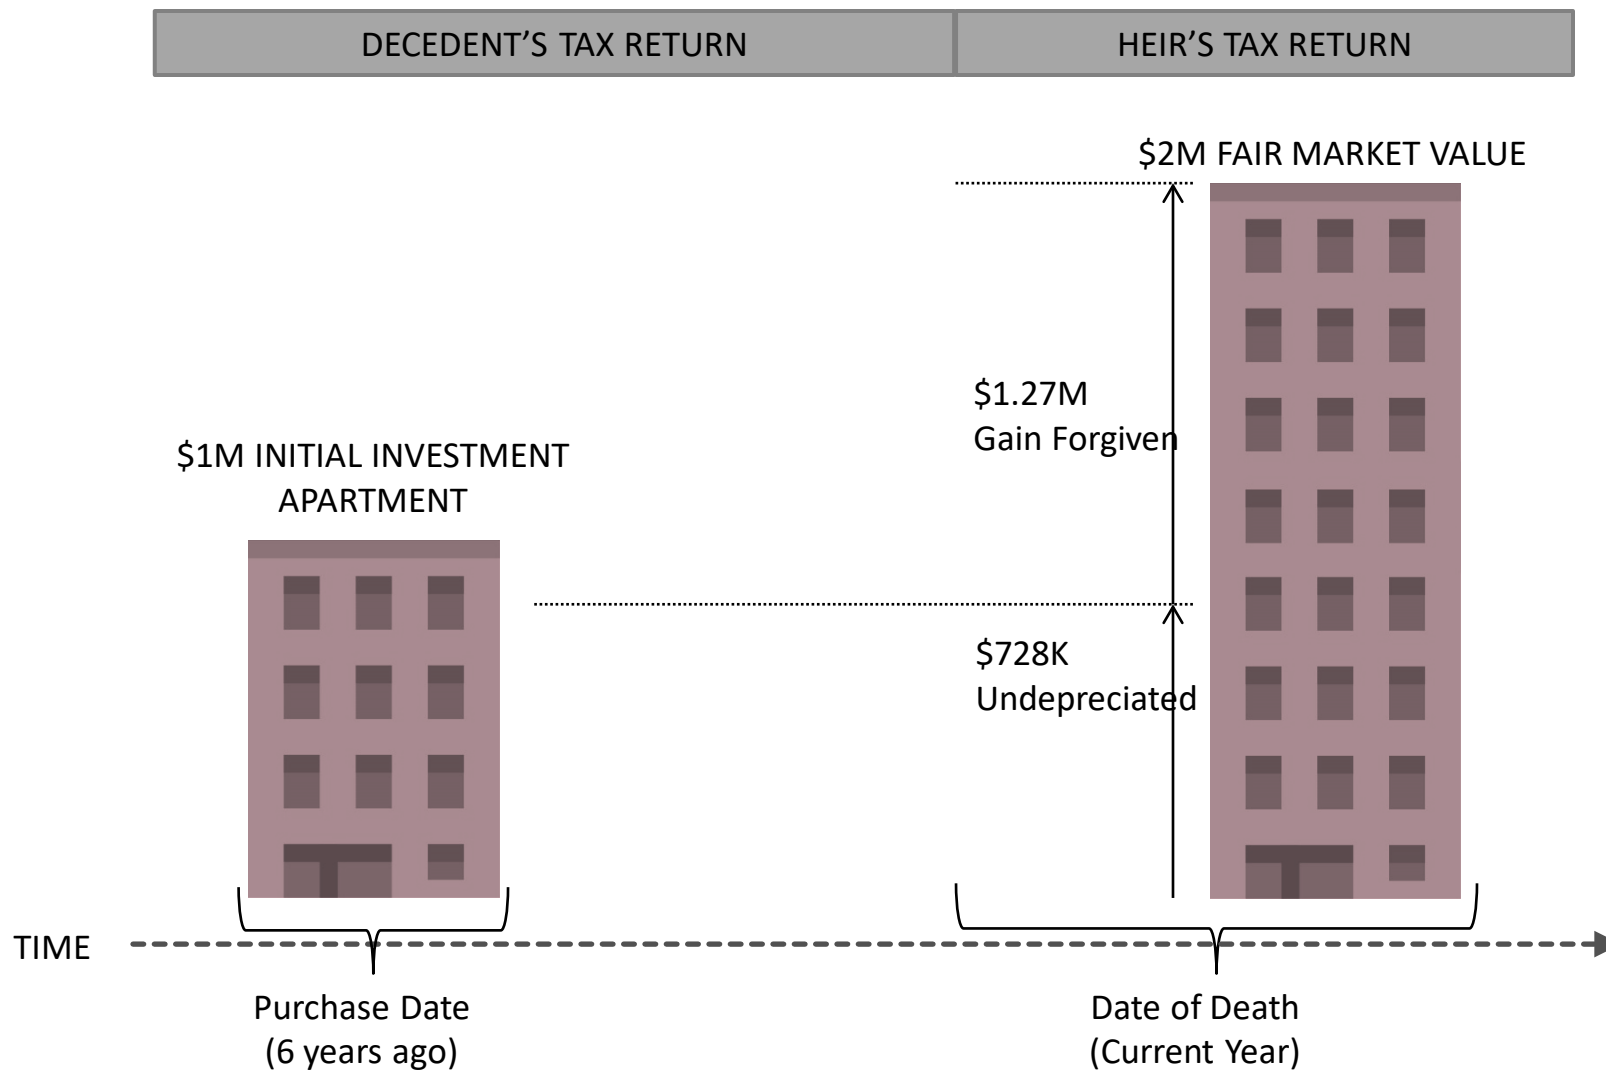 DECEDENT’S TAX RETURN
HEIR’S TAX RETURN
$2M FAIR MARKET VALUE
$1.27M
Gain Forgiven
$1M INITIAL INVESTMENT
APARTMENT
$728K
Undepreciated
TIME
Purchase Date
(6 years ago)
Date of Death
(Current Year)